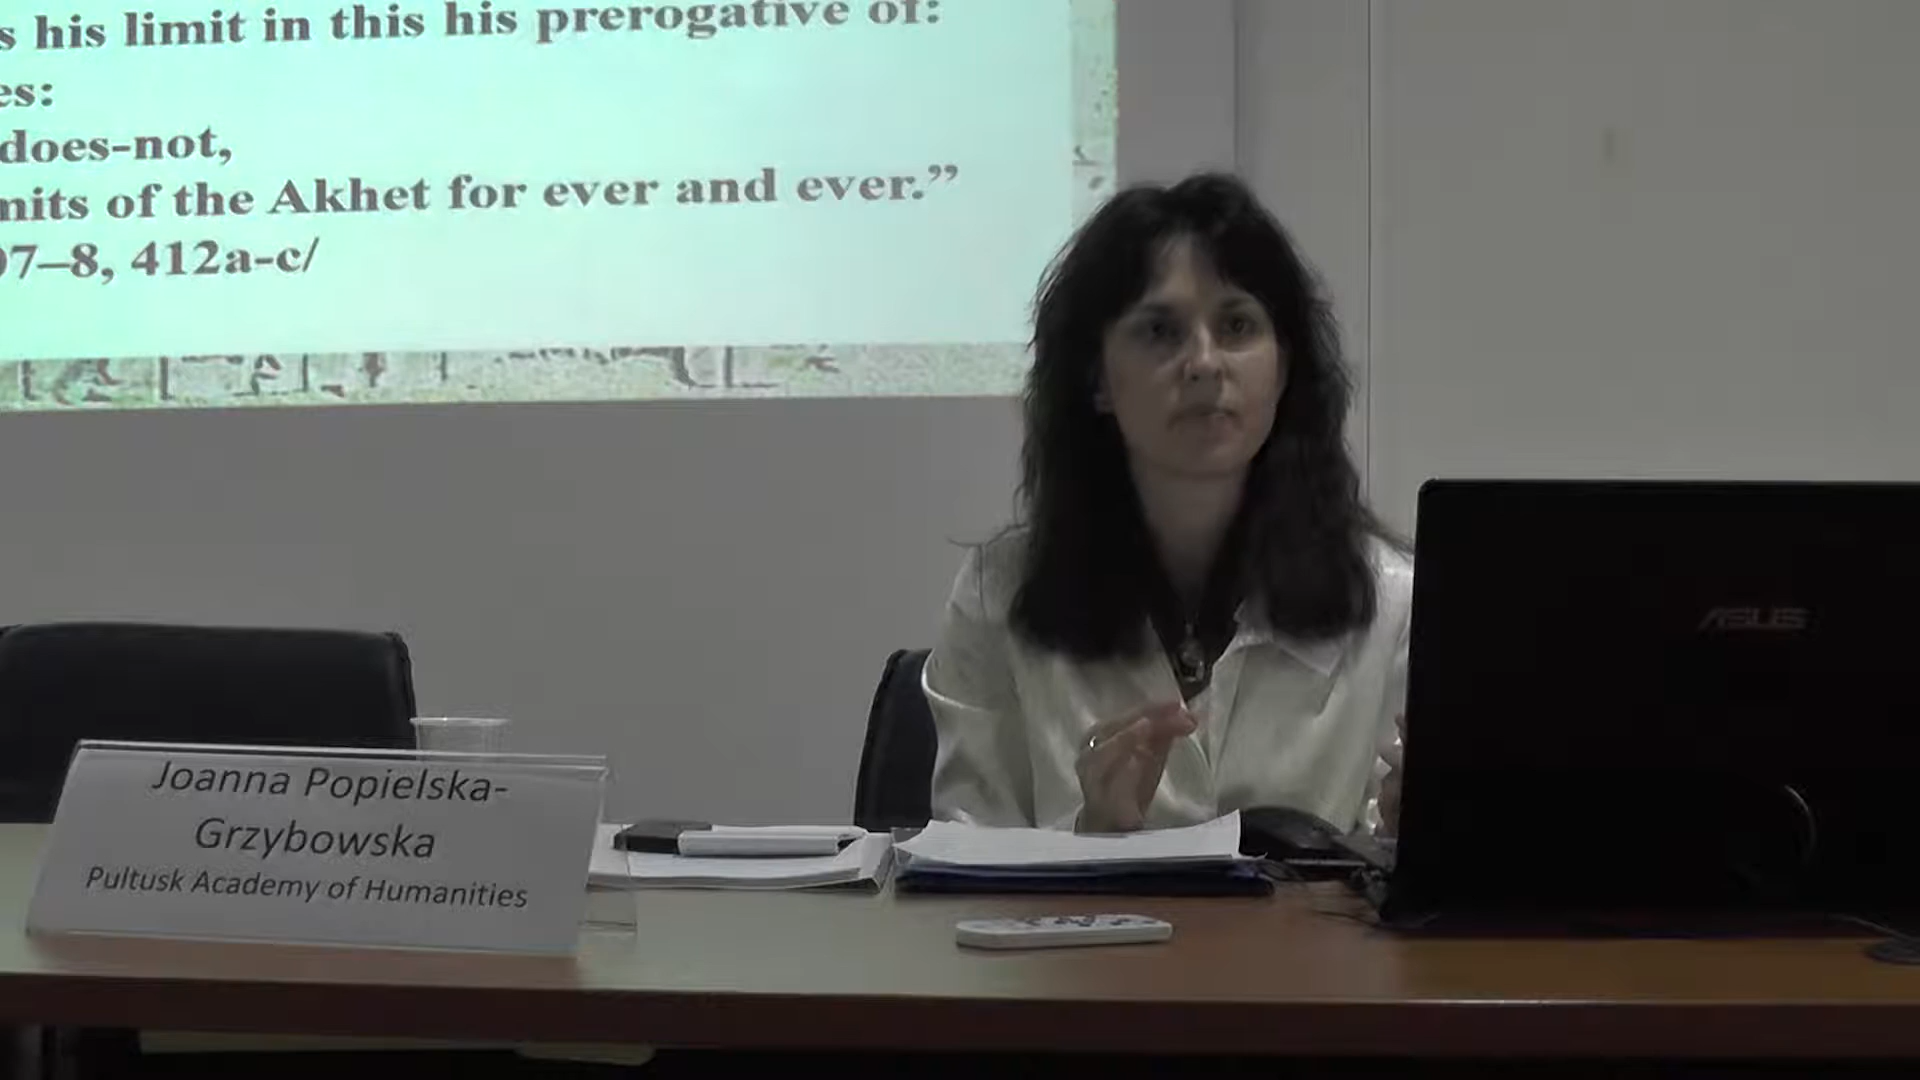 s his limit in this his prerogative of:
es:
does-not,
mits of the Akhet for ever and ever.”
7–8, 412a-c/
ASUS
Joanna Popielska-
Grzybowska
Pultusk Academy of Humanities